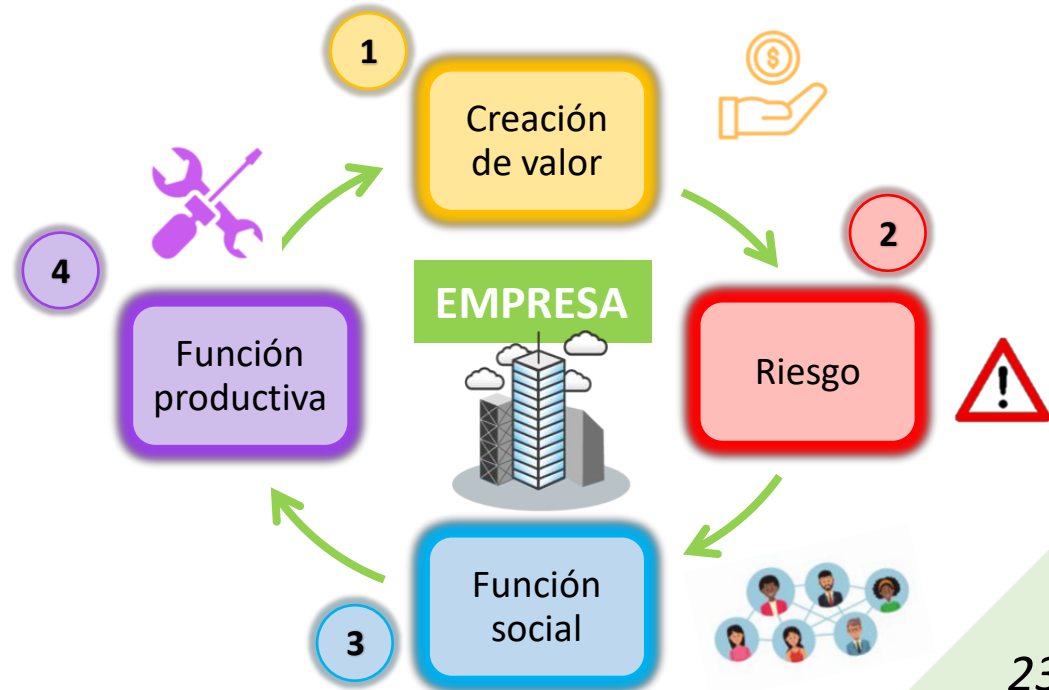 1
Creación
de valor
2
EMPRESA
Riesgo
4
Función
productiva
Función
social
3
23